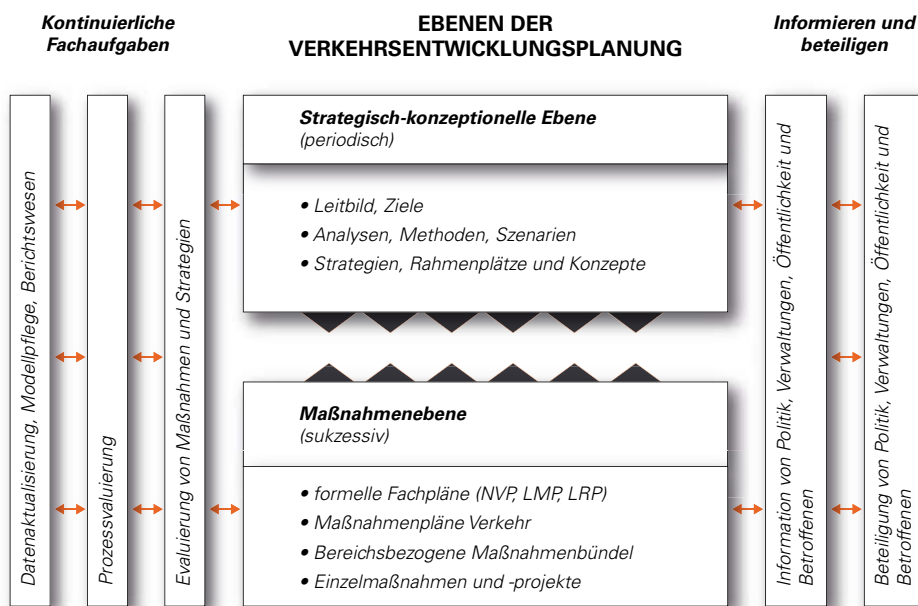 Kontinuierliche
Fachaufgaben
EBENEN DER
VERKEHRSENTWICKLUNGSPLANUNG
Informieren und
beteiligen
Datenaktualisierung, Modellpflege, Berichtswesen
Prozessvaluierung
Evaluierung von Maßnahmen und Strategien
Strategisch-konzeptionelle Ebene
(periodisch)
• Leitbild, Ziele
• Analysen, Methoden, Szenarien
• Strategien, Rahmenplätze und Konzepte
Maßnahmenebene
(sukzessiv)
• formelle Fachpläne (NVP, LMP, LRP)
• Maßnahmenpläne Verkehr
• Bereichsbezogene Maßnahmenbündel
• Einzelmaßnahmen und -projekte
Information von Politik, Verwaltungen, Öffentlichkeit und
Betroffenen
Beteiligung von Politik, Verwaltungen, Öffentlichkeit und
Betroffenen